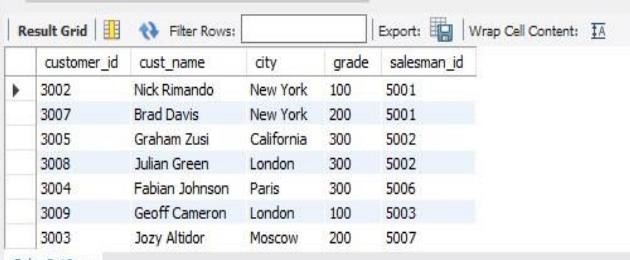 Result Grid Filter Rows: Export: Wrap Cell Content: IA
customer_id cust_name city grade salesman_id
3002 Nick Rimando New York 100 5001
3007 Brad Davis New York 200 5001
3005 Graham Zusi California 300 5002
3008 Julian Green London 300 5002
3004 Fabian Johnson Paris 300 5006
3009 Geoff Cameron London 100 5003
3003 Jozy Altidor Moscow 200 5007